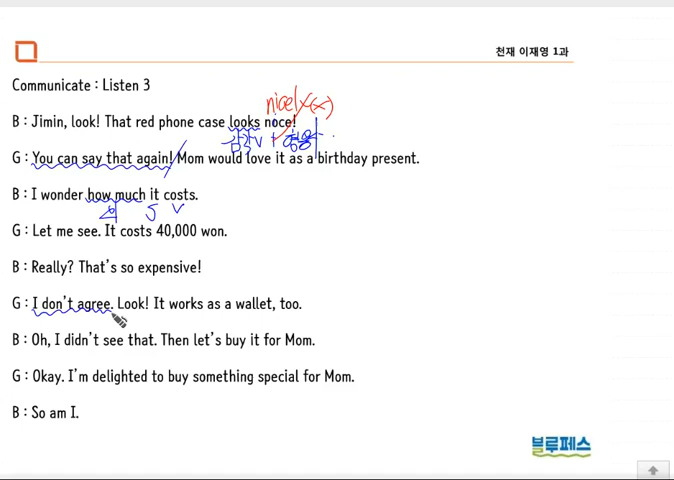 천재 이재영 1과
Communicate : Listen 3
nicely(x)
B : Jimin, look! That red phone case looks nice!
감각V + 형용
G : You can say that again! Mom would love it as a birthday present.
B : I wonder how much it costs.
S V
G : Let me see. It costs 40,000 won.
B : Really? That's so expensive!
G : I don't agree. Look! It works as a wallet, too.
B : Oh, I didn't see that. Then let's buy it for Mom.
G : Okay. I'm delighted to buy something special for Mom.
B : So am I.
블루페스